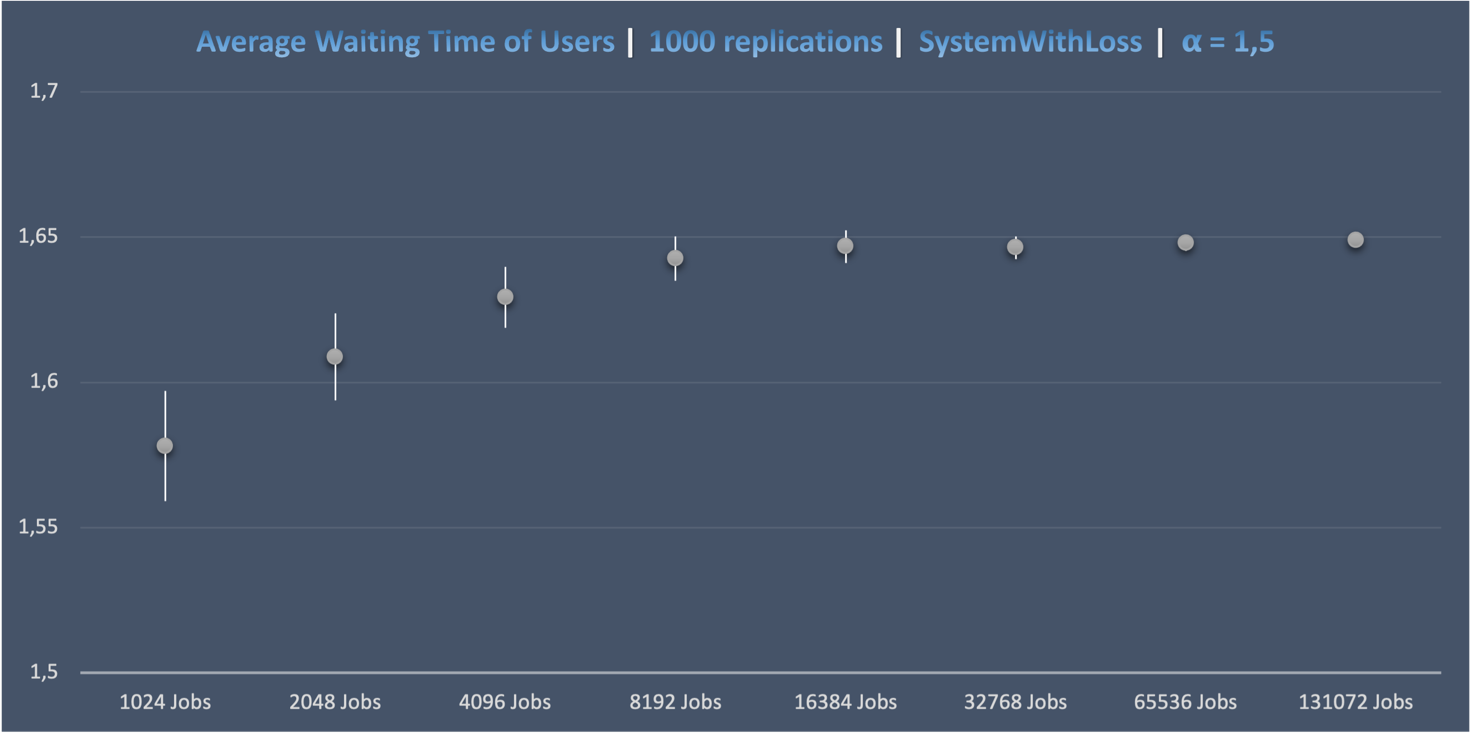 Average Waiting Time of Users | 1000 replications | SystemWithLoss | α = 1,5
1,7
1,65
1,6
1,55
1,5
1024 Jobs 2048 Jobs 4096 Jobs 8192 Jobs 16384 Jobs 32768 Jobs 65536 Jobs 131072 Jobs